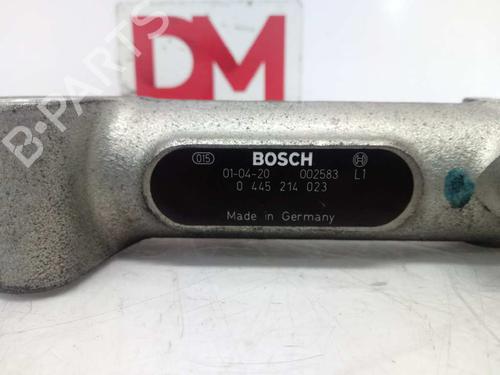 DM
B-PARTS
015 BOSCH
01-04-20 002583 L1
0 445 214 023
Made in Germany